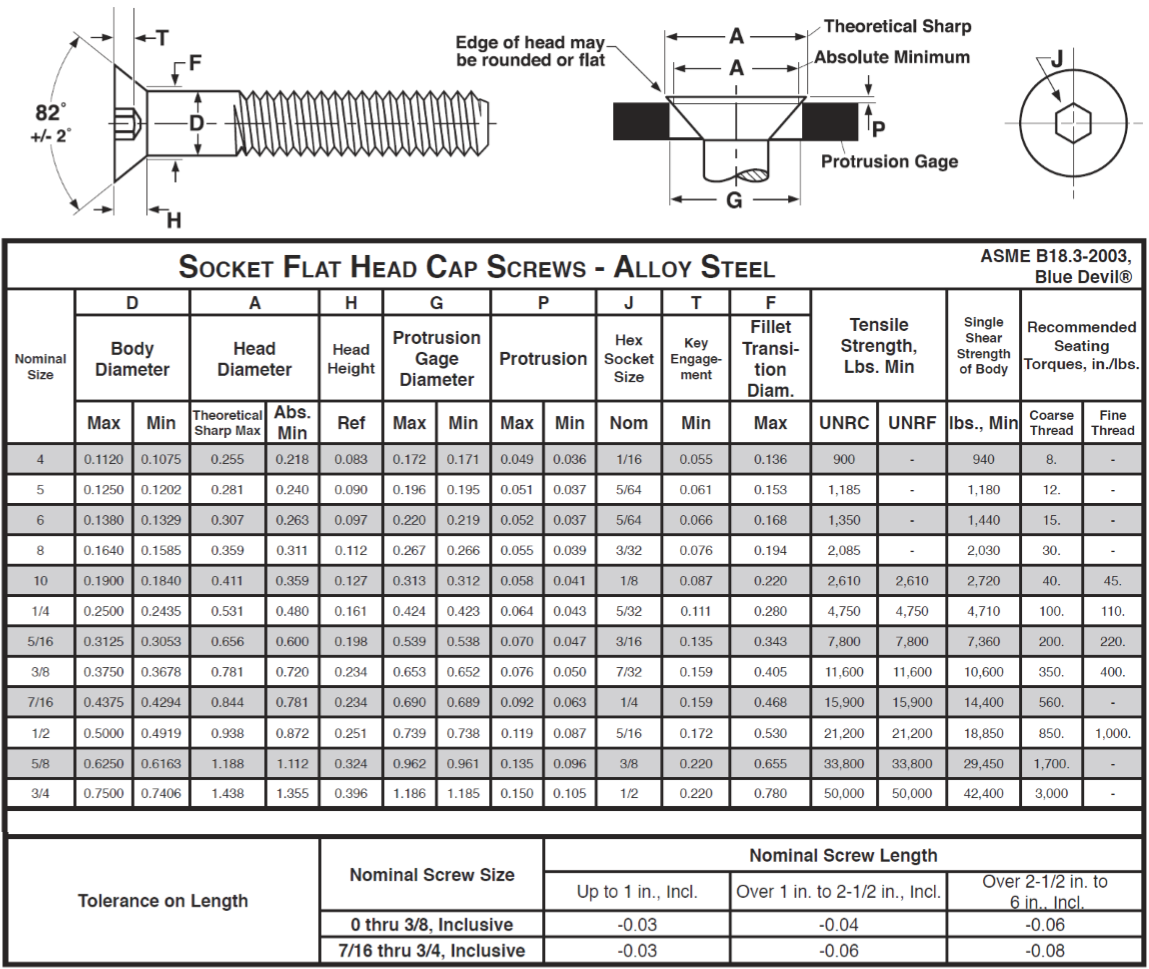 T
F
82°
+/- 2°
D
H
Edge of head may
be rounded or flat
A
Theoretical Sharp
A
Absolute Minimum
P
Protrusion Gage
G
J
SOCKET FLAT HEAD CAP SCREWS - ALLOY STEEL
ASME B18.3-2003,
Blue Devil®
D A H G P J T F
Nominal
Size
Body
Diameter
Head
Diameter
Head
Height
Protrusion
Gage
Diameter
Protrusion
Hex
Socket
Size
Key
Engage-
ment
Fillet
Transi-
tion
Diam.
Tensile
Strength,
Lbs. Min
Single
Shear
Strength
of Body
Recommended
Seating
Torques, in./lbs.
Max Min Theoretical
Sharp Max Abs.
Min Ref Max Min Max Min Nom Min Max UNRC UNRF lbs., Min Coarse
Thread Fine
Thread
4 0.1120 0.1075 0.255 0.218 0.083 0.172 0.171 0.049 0.036 1/16 0.055 0.136 900 - 940 8. -
5 0.1250 0.1202 0.281 0.240 0.090 0.196 0.195 0.051 0.037 5/64 0.061 0.153 1,185 - 1,180 12. -
6 0.1380 0.1329 0.307 0.263 0.097 0.220 0.219 0.052 0.037 5/64 0.066 0.168 1,350 - 1,440 15. -
8 0.1640 0.1585 0.359 0.311 0.112 0.267 0.266 0.055 0.039 3/32 0.076 0.194 2,085 - 2,030 30. -
10 0.1900 0.1840 0.411 0.359 0.127 0.313 0.312 0.058 0.041 1/8 0.087 0.220 2,610 2,610 2,720 40. 45.
1/4 0.2500 0.2435 0.531 0.480 0.161 0.424 0.423 0.064 0.043 5/32 0.111 0.280 4,750 4,750 4,710 100. 110.
5/16 0.3125 0.3053 0.656 0.600 0.198 0.539 0.538 0.070 0.047 3/16 0.135 0.343 7,800 7,800 7,360 200. 220.
3/8 0.3750 0.3678 0.781 0.720 0.234 0.653 0.652 0.076 0.050 7/32 0.159 0.405 11,600 11,600 10,600 350. 400.
7/16 0.4375 0.4294 0.844 0.781 0.234 0.690 0.689 0.092 0.063 1/4 0.159 0.468 15,900 15,900 14,400 560. -
1/2 0.5000 0.4919 0.938 0.872 0.251 0.739 0.738 0.119 0.087 5/16 0.172 0.530 21,200 21,200 18,850 850. 1,000.
5/8 0.6250 0.6163 1.188 1.112 0.324 0.962 0.961 0.135 0.096 3/8 0.220 0.655 33,800 33,800 29,450 1,700. -
3/4 0.7500 0.7406 1.438 1.355 0.396 1.186 1.185 0.150 0.105 1/2 0.220 0.780 50,000 50,000 42,400 3,000 -
Tolerance on Length
Nominal Screw Size
Nominal Screw Length
Up to 1 in., Incl. Over 1 in. to 2-1/2 in., Incl. Over 2-1/2 in. to
6 in., Incl.
0 thru 3/8, Inclusive -0.03 -0.04 -0.06
7/16 thru 3/4, Inclusive -0.03 -0.06 -0.08